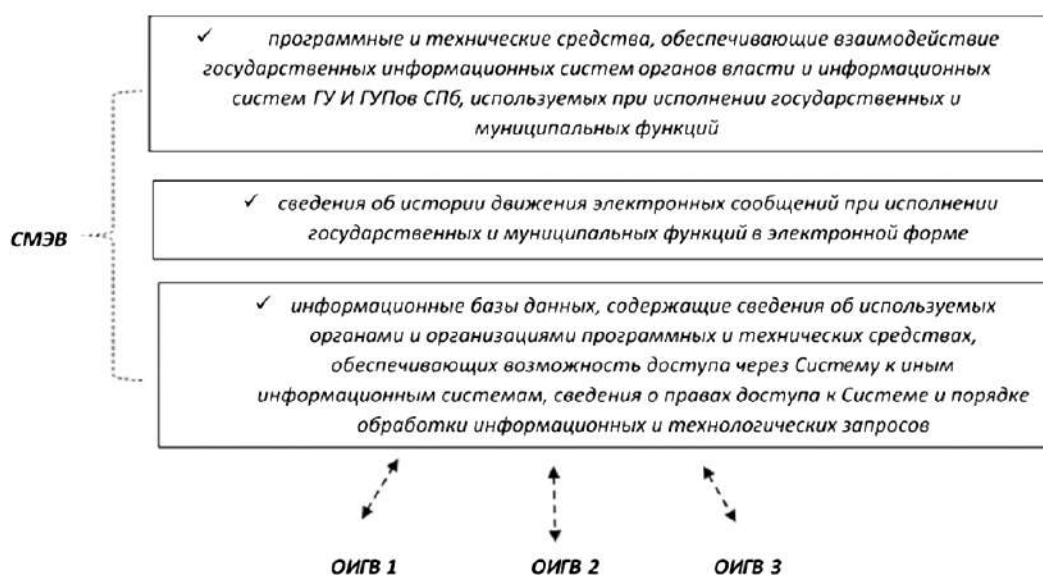 ✓ программные и технические средства, обеспечивающие взаимодействие
государственных информационных систем органов власти и информационных
систем ГУ И ГУПов СПб, используемых при исполнении государственных и
муниципальных функций
✓ сведения об истории движения электронных сообщений при исполнении
государственных и муниципальных функций в электронной форме
СМЭВ
✓ информационные базы данных, содержащие сведения об используемых
органами и организациями программных и технических средствах,
обеспечивающих возможность доступа через Систему к иным
информационным системам, сведения о правах доступа к Системе и порядке
обработки информационных и технологических запросов
ОИГВ 1 ОИГВ 2 ОИГВ 3